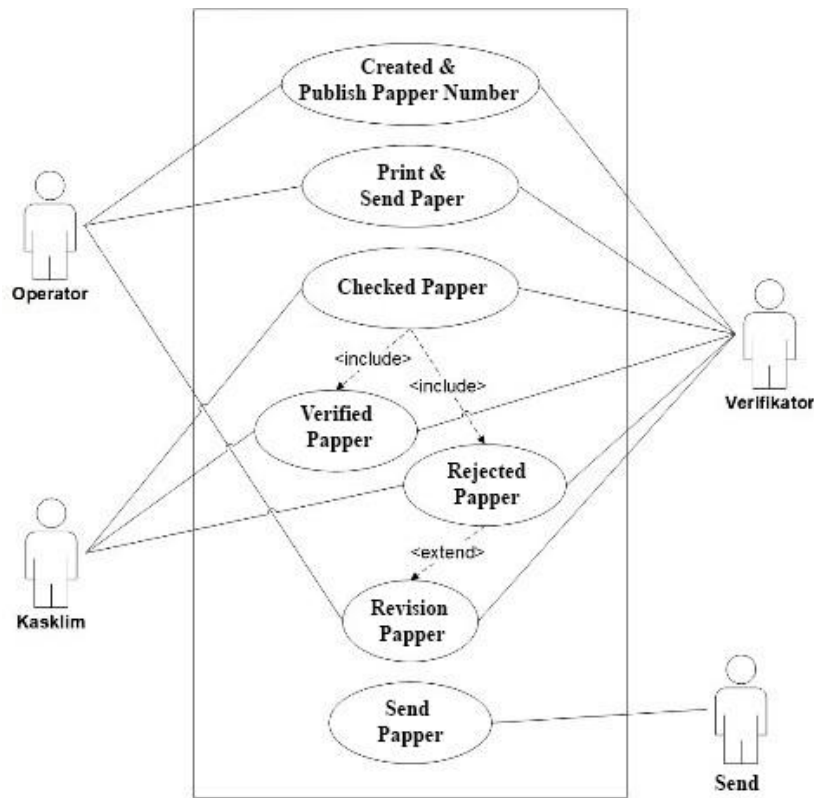 Created &
Publish Papper Number
Print &
Send Paper
Operator
Checked Papper
<include>
<include>
Verifikator
Verified
Papper
Rejected
Papper
<extend>
Kasklim
Revision
Papper
Send
Papper
Send